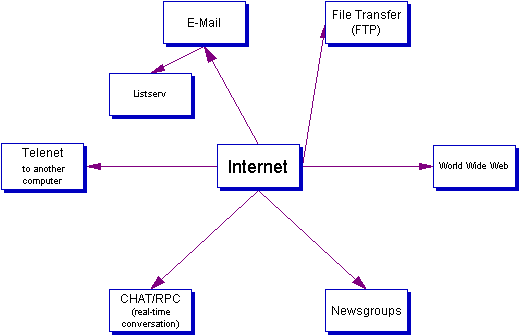 E-Mail
File Transfer
(FTP)
Listserv
Telenet
to another
computer
Internet
World Wide Web
CHAT/RPC
(real-time
conversation)
Newsgroups